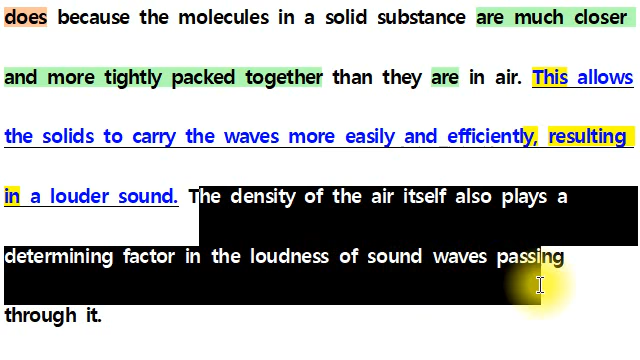 does because the molecules in a solid substance are much closer
and more tightly packed together than they are in air. This allows
the solids to carry the waves more easily and efficiently, resulting
in a louder sound. The density of the air itself also plays a
determining factor in the loudness of sound waves passing
through it.